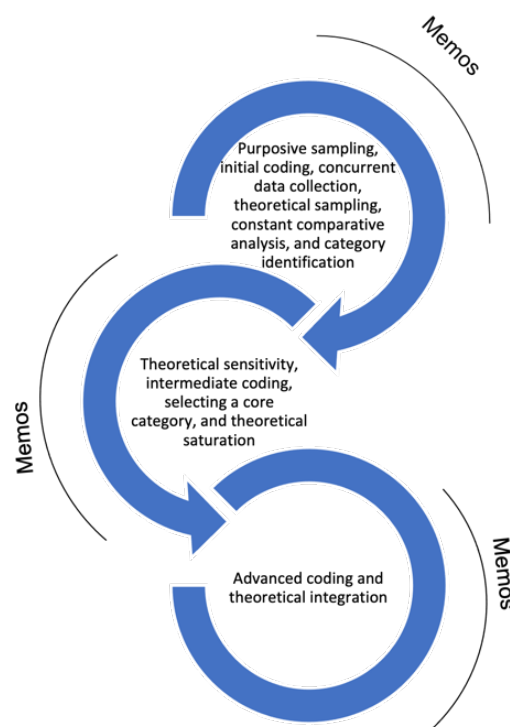 Memos
Purposive sampling,
initial coding, concurrent
data collection,
theoretical sampling,
constant comparative
analysis, and category
identification
Memos
Theoretical sensitivity,
intermediate coding,
selecting a core
category, and theoretical
saturation
Memos
Advanced coding and
theoretical integration